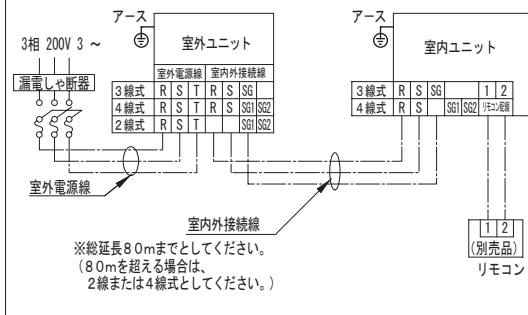 アース
3相 200V 3 ~
漏電しゃ断器
室外ユニット
室外電源線 室内外接続線
3線式 R S T R S SG
4線式 R S T R S SG1 SG2
2線式 R S T SG1 SG2
室外電源線
室内外接続線
※総延長80mまでとしてください。
(80mを超える場合は、
2線または4線式としてください。)
アース
室内ユニット
3線式 R S SG 1 2
4線式 R S SG1 SG2 リモコン配線
1 2
(別売品)
リモコン